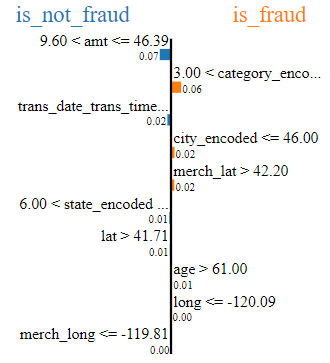 is_not_fraud is_fraud
9.60 < amt <= 46.39
0.07
3.00 < category_enco...
0.06
trans_date_trans_time...
0.02
city_encoded <= 46.00
0.02
merch_lat > 42.20
0.02
6.00 < state_encoded ...
0.01
lat > 41.71
0.01
age > 61.00
0.01
long <= -120.09
0.00
merch_long <= -119.81
0.00